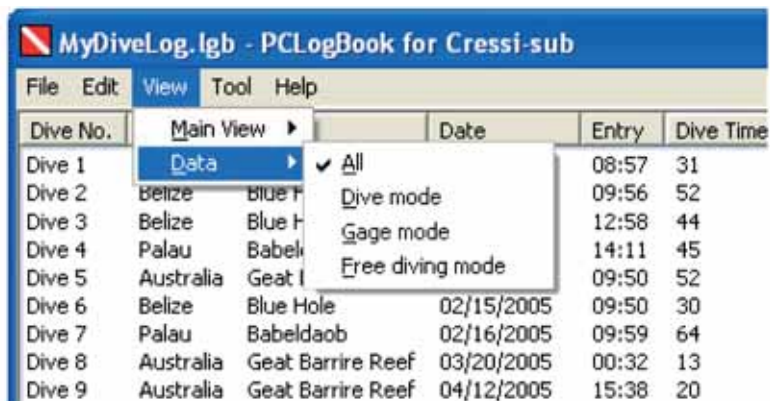 MyDiveLog.lgb - PCLogBook for Cressi-sub
File Edit View Tool Help
Dive No. Date Entry Dive Time
Main View
Data
All
Dive mode
Gage mode
Free diving mode
Dive 1 08:57 31
Dive 2 Belize Blue 09:56 52
Dive 3 Belize Blue 12:58 44
Dive 4 Palau 14:11 45
Dive 5 Australia Geat 09:50 52
Dive 6 Belize Blue Hole 02/15/2005 09:50 30
Dive 7 Palau Babeldaob 02/16/2005 09:59 64
Dive 8 Australia Geat Barrire Reef 03/20/2005 00:32 13
Dive 9 Australia Geat Barrire Reef 04/12/2005 15:38 20